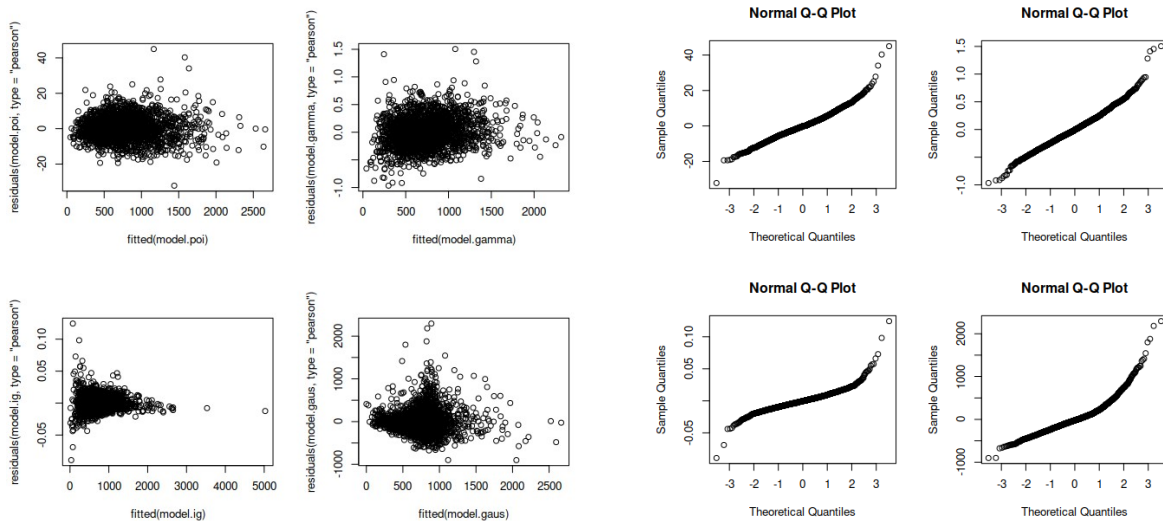 residuals(model.poi, type = "pearson")
-20 0 20 40
0 500 1000 1500 2000 2500
fitted(model.poi)
residuals(model.gamma, type = "pearson")
-1.0 0.0 0.5 1.0 1.5
0 500 1000 1500 2000
fitted(model.gamma)
Normal Q-Q Plot
Sample Quantiles
20 0 20 40
-3 -2 -1 0 1 2 3
Theoretical Quantiles
Normal Q-Q Plot
Sample Quantiles
-1.0 0.0 1.0 1.5
-3 -2 -1 0 1 2 3
Theoretical Quantiles
residuals(model.ig, type = "pearson")
-0.05 0.05 0.10
0 1000 2000 3000 4000 5000
fitted(model.ig)
residuals(model.gaus, type = "pearson")
-1000 0 1000 2000
0 500 1000 1500 2000 2500
fitted(model.gaus)
Normal Q-Q Plot
Sample Quantiles
-0.05 0.05 0.10
-3 -2 -1 0 1 2 3
Theoretical Quantiles
Normal Q-Q Plot
Sample Quantiles
-1000 0 1000 2000
-3 -2 -1 0 1 2 3
Theoretical Quantiles